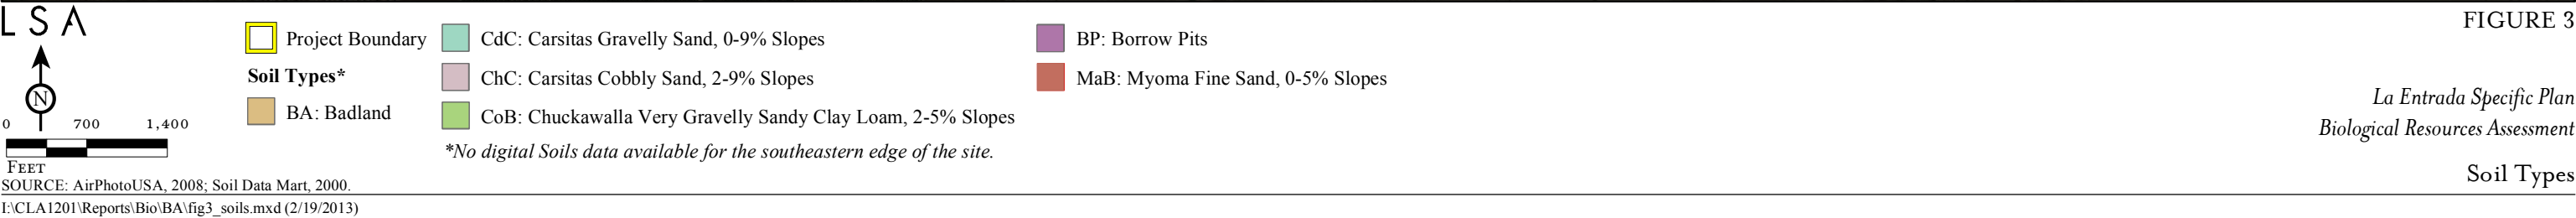 LSA
N
0 700 1,400
FEET
SOURCE: AirPhotoUSA, 2008; Soil Data Mart, 2000.
I:\CLA1201\Reports\Bio\BA\fig3_soils.mxd (2/19/2013)
Project Boundary
Soil Types*
BA: Badland
CdC: Carsitas Gravelly Sand, 0-9% Slopes
ChC: Carsitas Cobbly Sand, 2-9% Slopes
CoB: Chuckawalla Very Gravelly Sandy Clay Loam, 2-5% Slopes
*No digital Soils data available for the southeastern edge of the site.
BP: Borrow Pits
MaB: Myoma Fine Sand, 0-5% Slopes
FIGURE 3
La Entrada Specific Plan
Biological Resources Assessment
Soil Types